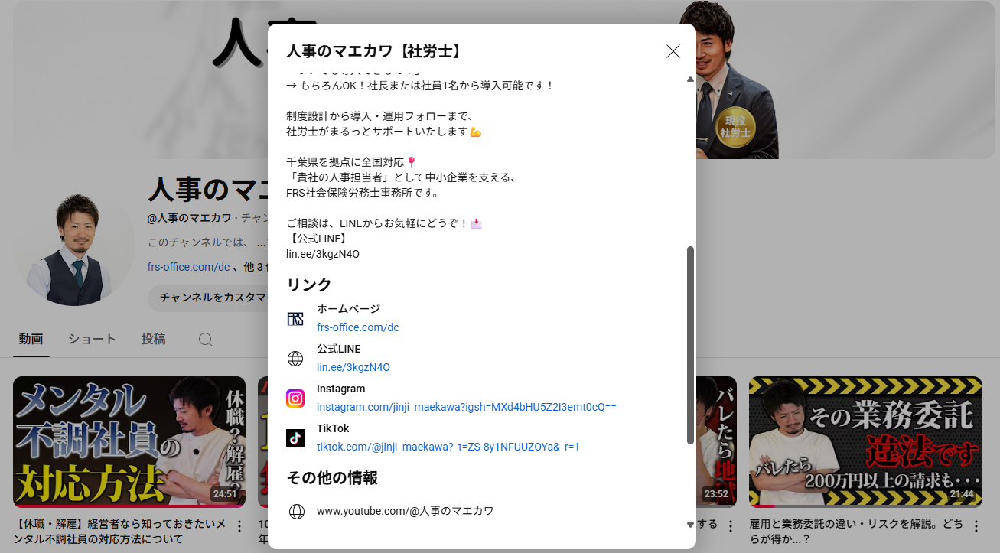 人事のマエカワ【社労士】
→ もちろんOK！社長または社員1名から導入可能です！
制度設計から導入・運用フォローまで、
社労士がまるっとサポートいたします💪
千葉県を拠点に全国対応📍
「貴社の人事担当者」として中小企業を支える、
FRS社会保険労務士事務所です。
ご相談は、LINEからお気軽にどうぞ！📩
【公式LINE】
lin.ee/3kgzN4O
リンク
ホームページ
frs-office.com/dc
公式LINE
lin.ee/3kgzN4O
Instagram
instagram.com/jinji_maekawa?igsh=MXd4bHU5Z2I3emt0cQ==
TikTok
tiktok.com/@jinji_maekawa?_t=ZS-8y1NFUUZOYa&_r=1
その他の情報
www.youtube.com/@人事のマエカワ
人
現役
社労士
人事のマエ
@人事のマエカワ · チャン
このチャンネルでは、 ...
frs-office.com/dc 、他 3
チャンネルをカスタマ
動画
ショート
投稿
メンタル
不調社員の
対応方法
休職？解雇？
24:51
【休職・解雇】経営者なら知っておきたいメ
ンタル不調社員の対応方法について
10
年
バレたら地獄
23:52
する
その業務委託
違法です
バレたら
200万円以上の請求も・・・
21:44
雇用と業務委託の違い・リスクを解説。どち
らが得か...？